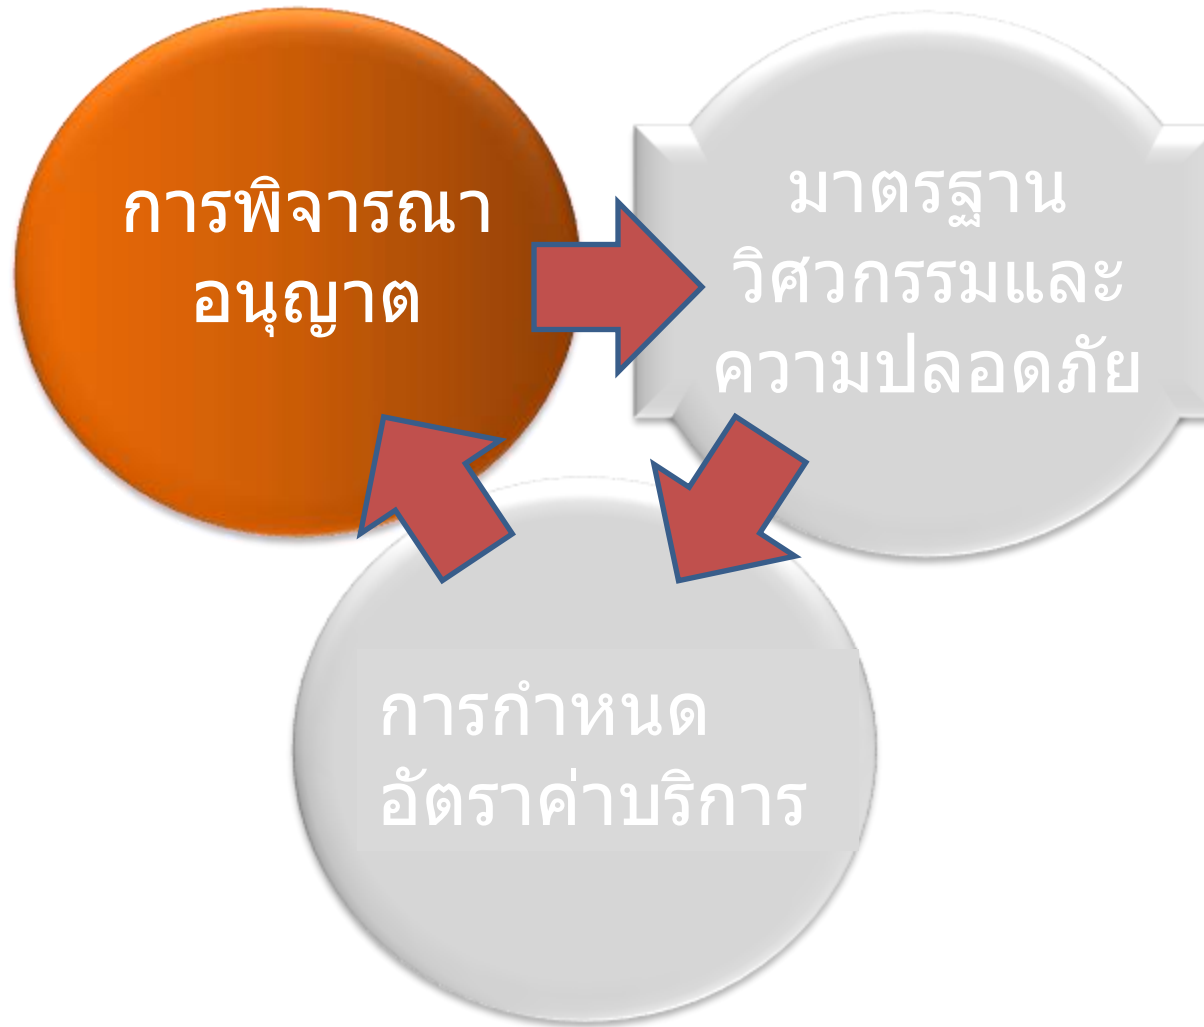 การพิจารณา
อนุญาต
มาตรฐาน
วิศวกรรมและ
ความปลอดภัย
การกำหนด
อัตราค่าบริการ